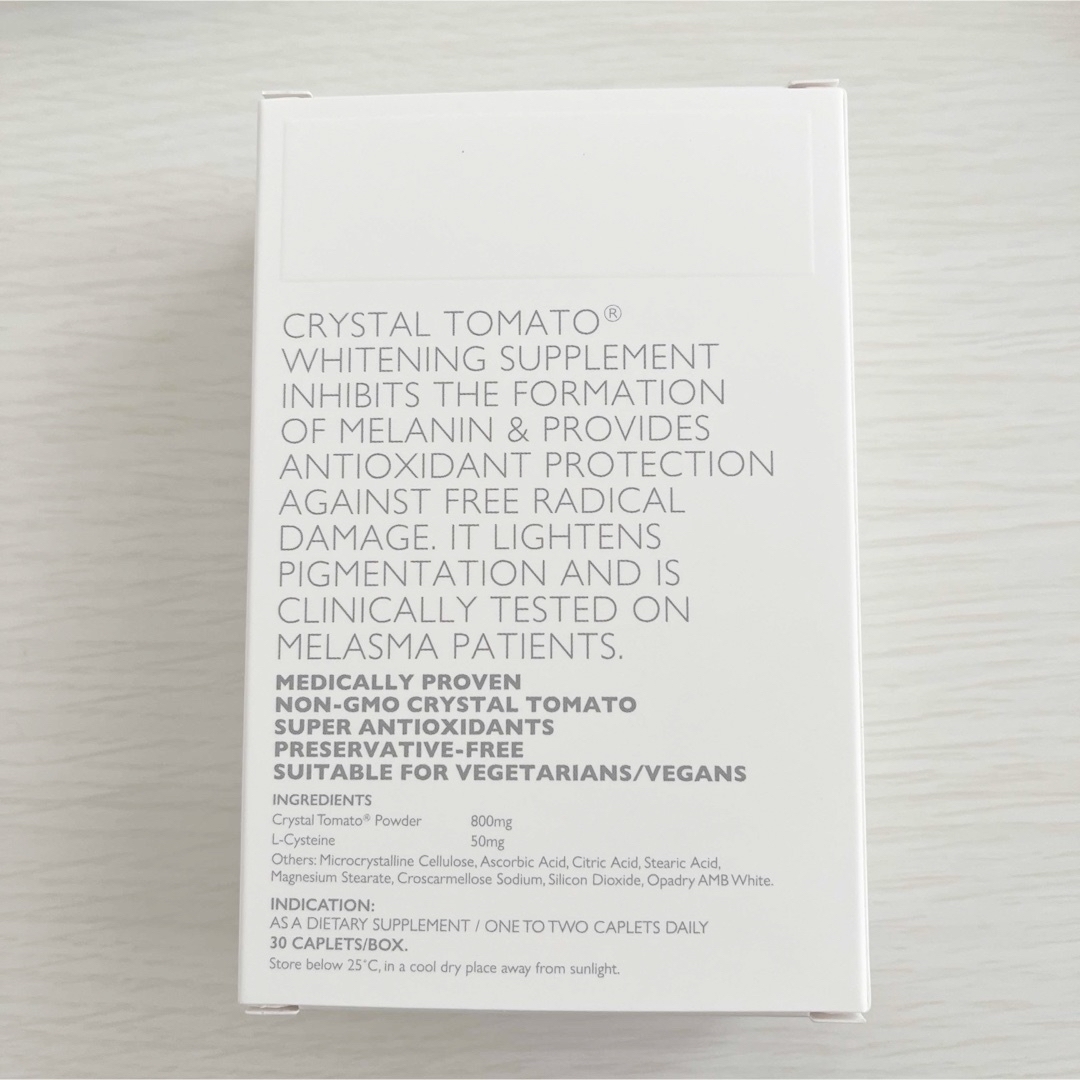 CRYSTAL TOMATO®
WHITENING SUPPLEMENT
INHIBITS THE FORMATION
OF MELANIN & PROVIDES
ANTIOXIDANT PROTECTION
AGAINST FREE RADICAL
DAMAGE. IT LIGHTENS
PIGMENTATION AND IS
CLINICALLY TESTED ON
MELASMA PATIENTS.
MEDICALLY PROVEN
NON-GMO CRYSTAL TOMATO
SUPER ANTIOXIDANTS
PRESERVATIVE-FREE
SUITABLE FOR VEGETARIANS/VEGANS
INGREDIENTS
Crystal Tomato® Powder 800mg
L-Cysteine 50mg
Others: Microcrystalline Cellulose, Ascorbic Acid, Citric Acid, Stearic Acid,
Magnesium Stearate, Croscarmellose Sodium, Silicon Dioxide, Opadry AMB White.
INDICATION:
AS A DIETARY SUPPLEMENT / ONE TO TWO CAPLETS DAILY
30 CAPLETS/BOX.
Store below 25°C, in a cool dry place away from sunlight.